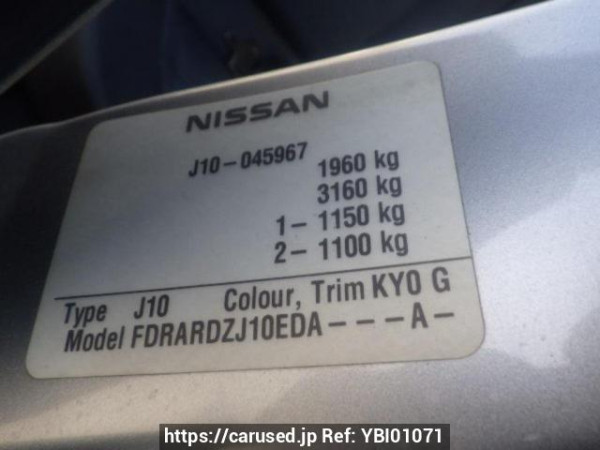 NISSAN
J10-045967
1960 kg
3160 kg
1- 1150 kg
2- 1100 kg
Type J10 Colour, Trim KY0 G
Model FDRARDZJ10EDA---A-
https://carused.jp Ref: YBI01071